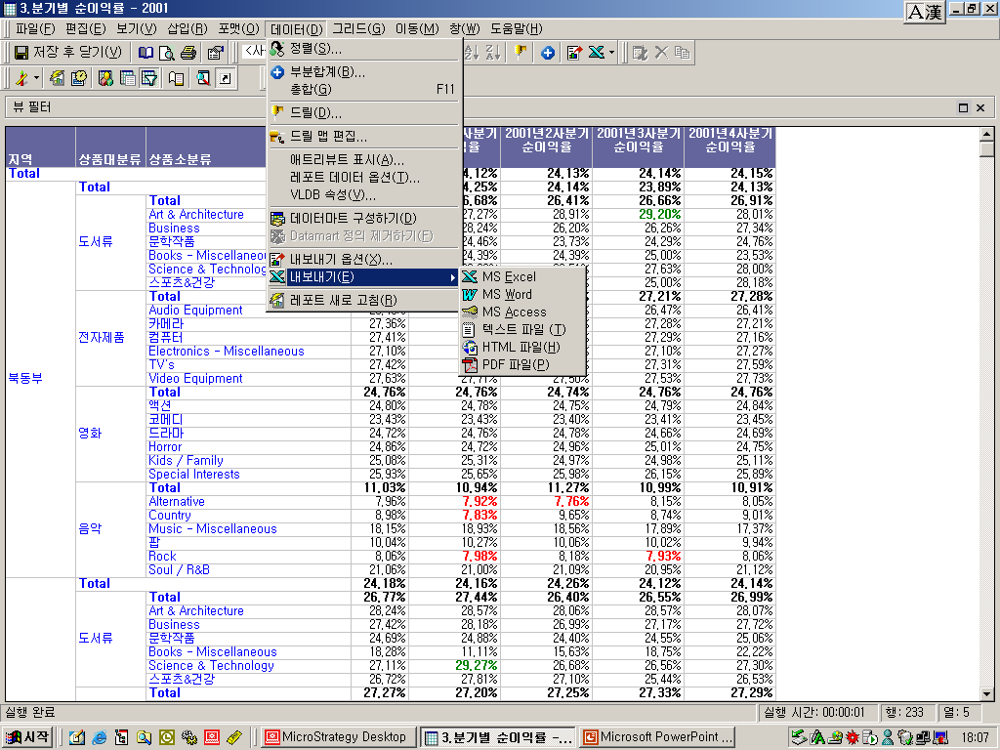 3.분기별 순이익률 - 2001
A漢
파일(F) 편집(E) 보기(V) 삽입(R) 포맷(O) 데이터(D) 그리드(G) 이동(M) 창(W) 도움말(H)
저장 후 닫기(V) <사
뷰 필터
정렬(S)...
부분합계(B)...
총합(G) F11
드릴(D)...
드릴 맵 편집...
애트리뷰트 표시(A)...
레포트 데이터 옵션(T)...
VLDB 속성(V)...
데이터마트 구성하기(D)
Datamart 정의 제거하기(F)
내보내기 옵션(X)...
내보내기(E)
레포트 새로 고침(R)
MS Excel
MS Word
MS Access
텍스트 파일 (T)
HTML 파일(H)
PDF 파일(P)
지역 상품대분류 상품소분류 사분기 2001년2사분기 2001년3사분기 2001년4사분기
익율 순이익율 순이익율 순이익율
Total 4,12% 24,13% 24,14% 24,15%
Total 4,25% 24,14% 23,89% 24,13%
Total 6,68% 26,41% 26,66% 26,91%
Art & Architecture 27,27% 28,91% 29,20% 28,01%
Business 28,24% 26,20% 26,26% 27,34%
도서류 문학작품 24,46% 23,73% 24,29% 24,76%
Books - Miscellaneou 24,39% 24,39% 25,00% 23,53%
Science & Technolog 27,63% 28,00%
스포츠&건강 25,00% 28,18%
Total 27,21% 27,28%
Audio Equipment 26,47% 26,41%
카메라 27,36% 27,28% 27,21%
전자제품 컴퓨터 27,41% 27,29% 27,16%
Electronics - Miscellaneous 27,10% 27,10% 27,27%
TV's 27,42% 27,31% 27,59%
북동부 Video Equipment 27,63% 27,71% 27,50% 27,53% 27,73%
Total 24,76% 24,76% 24,74% 24,76% 24,76%
액션 24,80% 24,78% 24,75% 24,79% 24,84%
코메디 23,43% 23,43% 23,40% 23,41% 23,45%
영화 드라마 24,72% 24,76% 24,78% 24,66% 24,69%
Horror 24,86% 24,72% 24,96% 25,01% 24,75%
Kids / Family 25,08% 25,31% 24,97% 24,98% 25,11%
Special Interests 25,93% 25,65% 25,98% 26,15% 25,89%
Total 11,03% 10,94% 11,27% 10,99% 10,91%
Alternative 7,96% 7,92% 7,76% 8,15% 8,05%
Country 8,98% 7,83% 9,65% 8,74% 9,01%
음악 Music - Miscellaneous 18,15% 18,93% 18,56% 17,89% 17,37%
팝 10,04% 10,27% 10,06% 10,02% 9,94%
Rock 8,06% 7,98% 8,18% 7,93% 8,06%
Soul / R&B 21,06% 21,00% 21,09% 20,95% 21,12%
Total 24,18% 24,16% 24,26% 24,12% 24,14%
Total 26,77% 27,44% 26,40% 26,55% 26,99%
Art & Architecture 28,24% 28,57% 28,06% 28,57% 28,07%
Business 27,42% 28,18% 26,99% 27,17% 27,72%
도서류 문학작품 24,69% 24,88% 24,40% 24,55% 25,06%
Books - Miscellaneous 18,28% 11,11% 15,63% 18,75% 22,22%
Science & Technology 27,11% 29,27% 26,68% 26,56% 27,30%
스포츠&건강 26,72% 27,81% 27,10% 25,44% 26,53%
Total 27,27% 27,20% 27,25% 27,33% 27,29%
실행 완료 실행 시간: 00:00:01 행: 233 열: 5
시작 MicroStrategy Desktop 3.분기별 순이익률 -... Microsoft PowerPoint ... 18:07